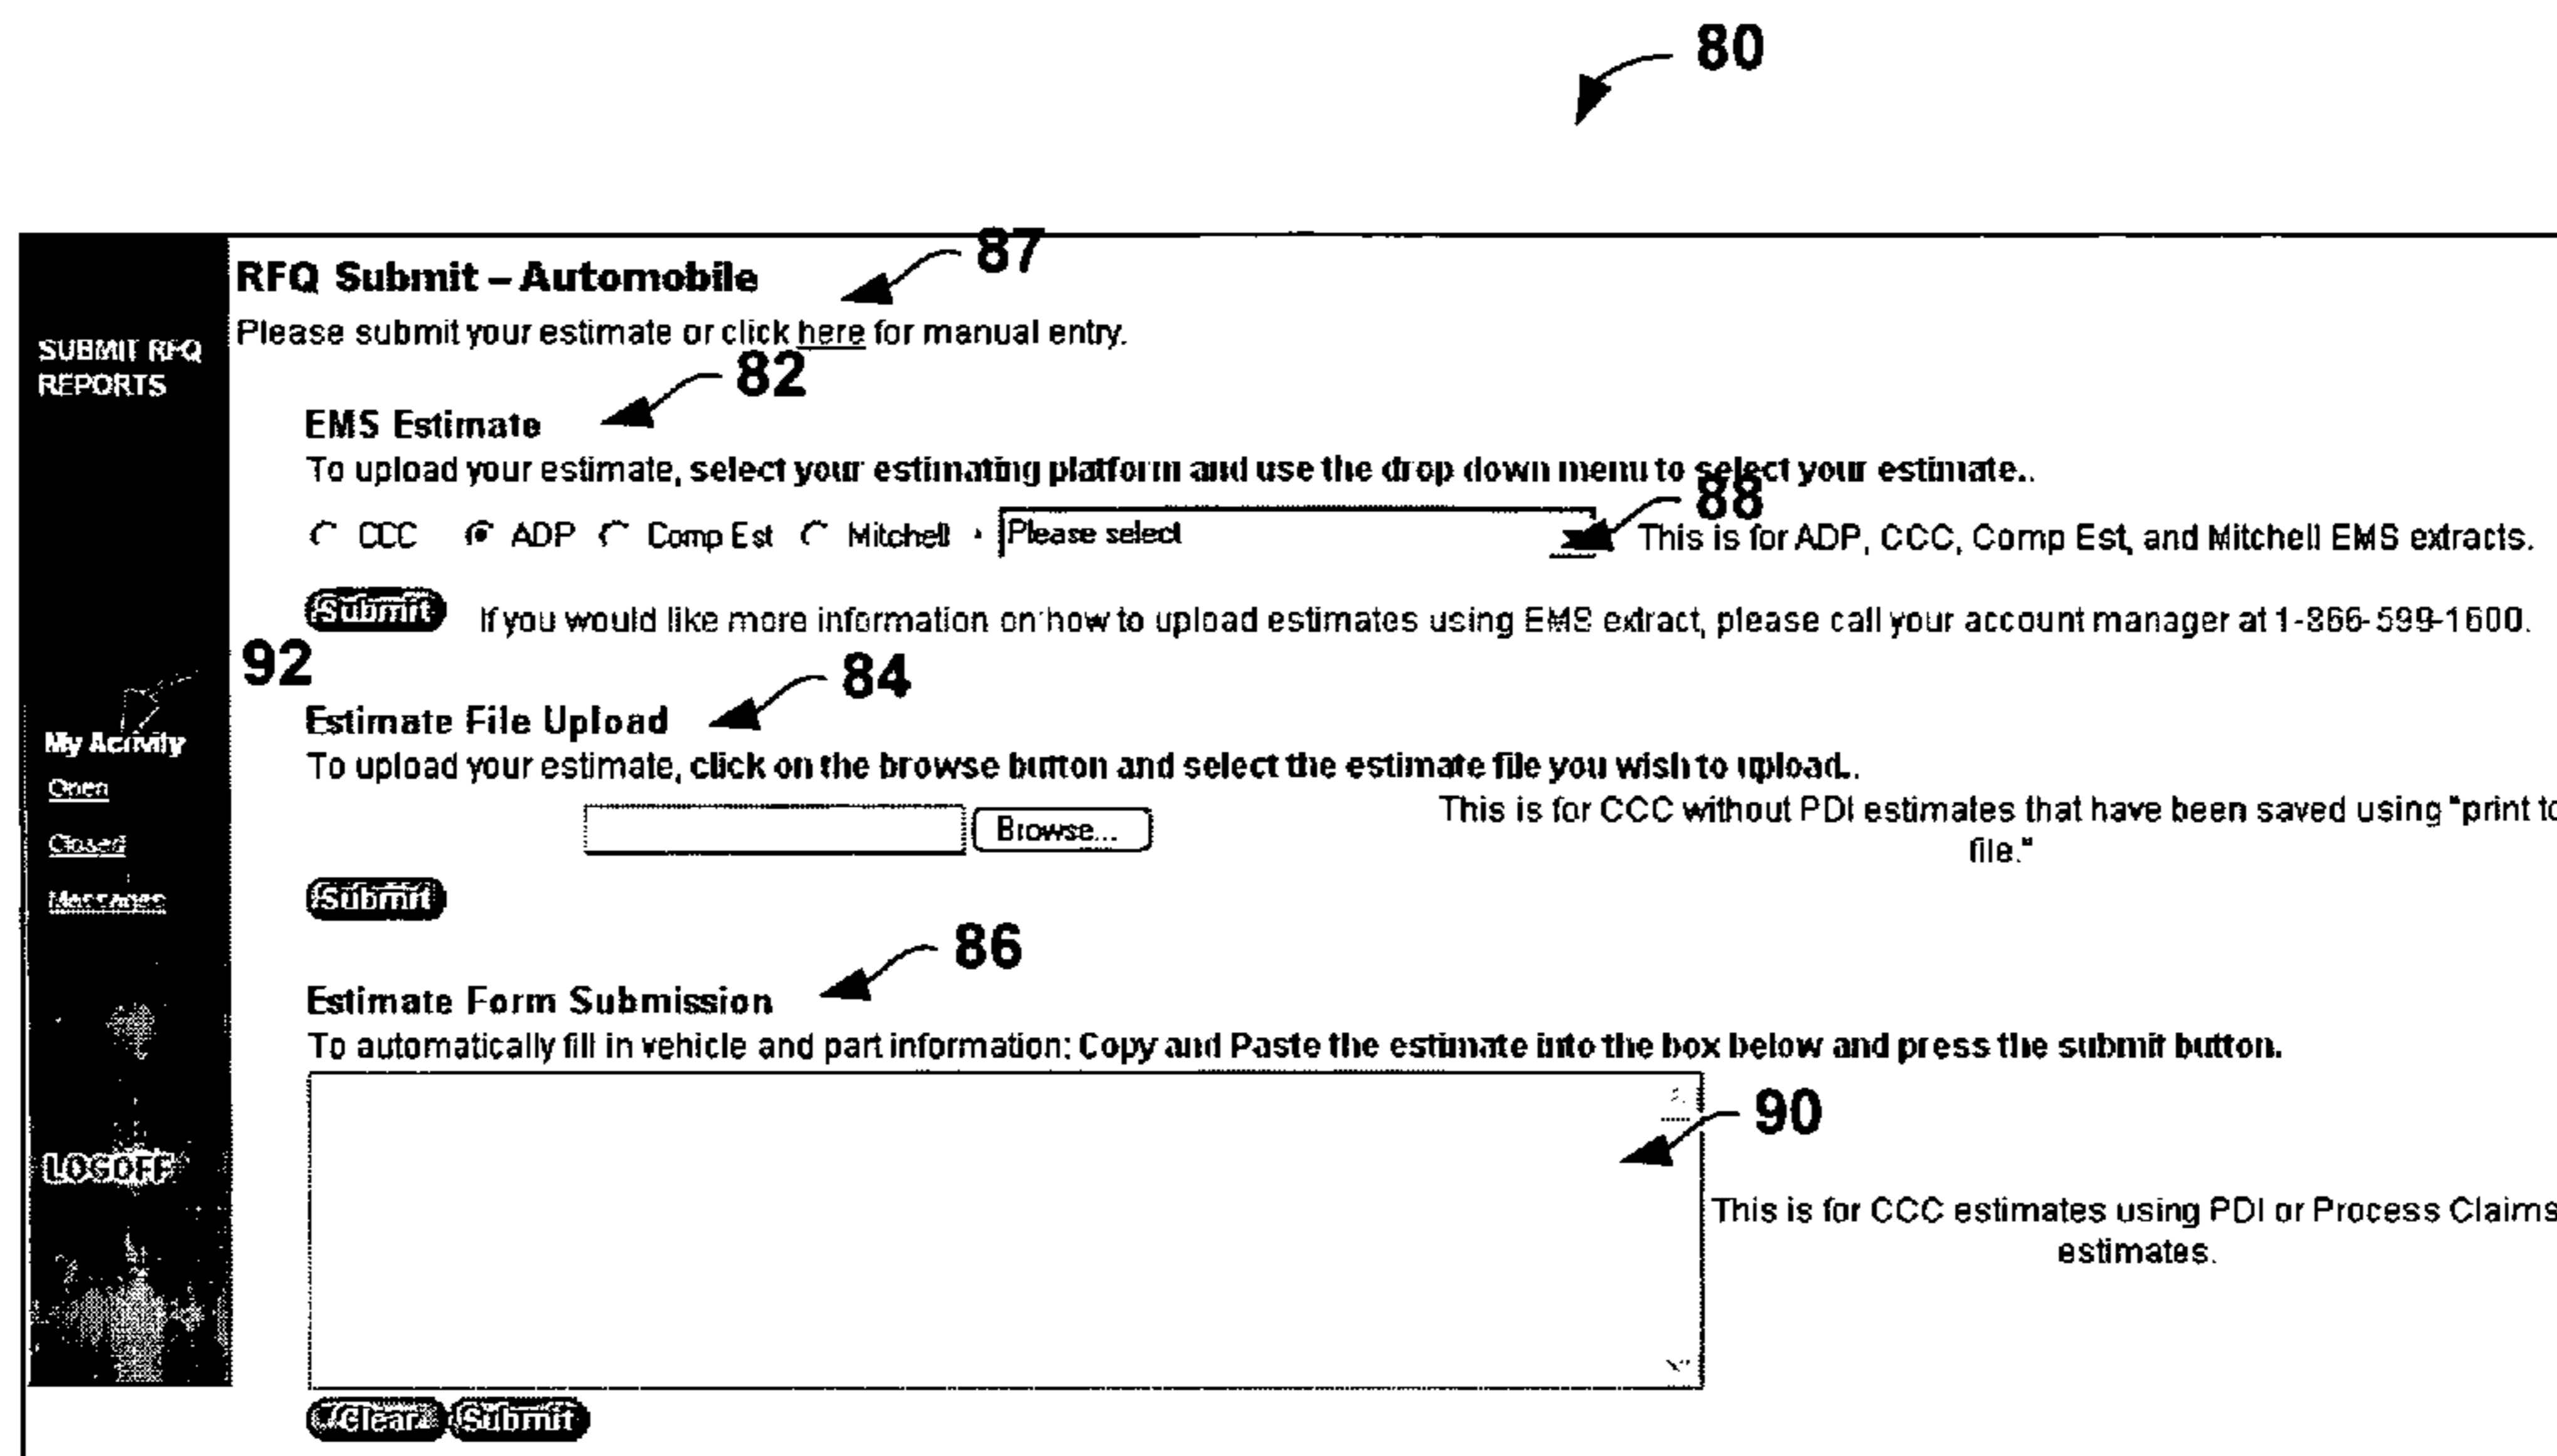 80
87
RFQ Submit – Automobile
Please submit your estimate or click here for manual entry.
SUBMIT RFQ
REPORTS
82
EMS Estimate
To upload your estimate, select your estimating platform and use the drop down menu to select your estimate..
88
CCC ADP Comp Est Mitchell Please select This is for ADP, CCC, Comp Est, and Mitchell EMS extracts.
Submit If you would like more information on how to upload estimates using EMS extract, please call your account manager at 1-866-599-1600.
92
84
Estimate File Upload
My Activity
To upload your estimate, click on the browse button and select the estimate file you wish to upload..
Open
This is for CCC without PDI estimates that have been saved using "print to
Browse...
file."
Closed
Messages
Submit
86
Estimate Form Submission
To automatically fill in vehicle and part information: Copy and Paste the estimate into the box below and press the submit button.
90
LOGOFF
This is for CCC estimates using PDI or Process Claims
estimates.
Clear Submit